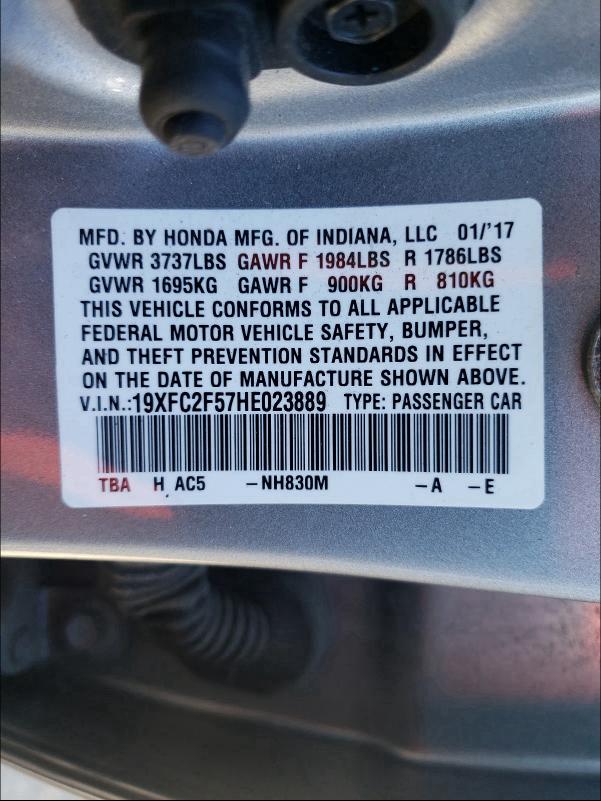 MFD. BY HONDA MFG. OF INDIANA, LLC 01/'17
GVWR 3737LBS GAWR F 1984LBS R 1786LBS
GVWR 1695KG GAWR F 900KG R 810KG
THIS VEHICLE CONFORMS TO ALL APPLICABLE
FEDERAL MOTOR VEHICLE SAFETY, BUMPER,
AND THEFT PREVENTION STANDARDS IN EFFECT
ON THE DATE OF MANUFACTURE SHOWN ABOVE.
V.I.N.:19XFC2F57HE023889 TYPE: PASSENGER CAR
TBA H AC5 –NH830M –A –E